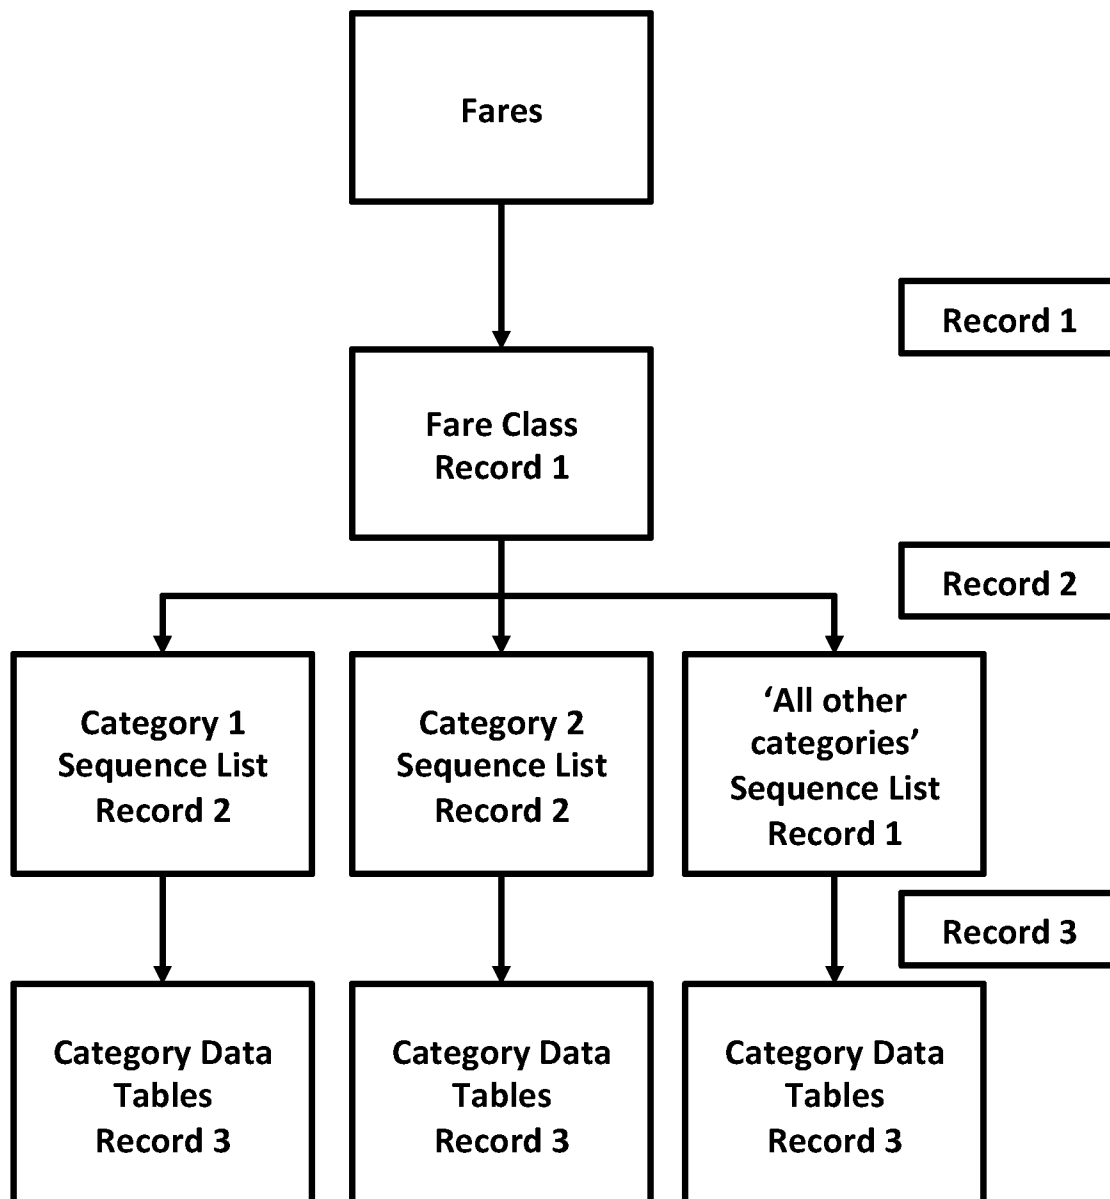 Fares
Record 1
Fare Class
Record 1
Record 2
Category 1
Sequence List
Record 2
Category 2
Sequence List
Record 2
‘All other
categories’
Sequence List
Record 1
Record 3
Category Data
Tables
Record 3
Category Data
Tables
Record 3
Category Data
Tables
Record 3